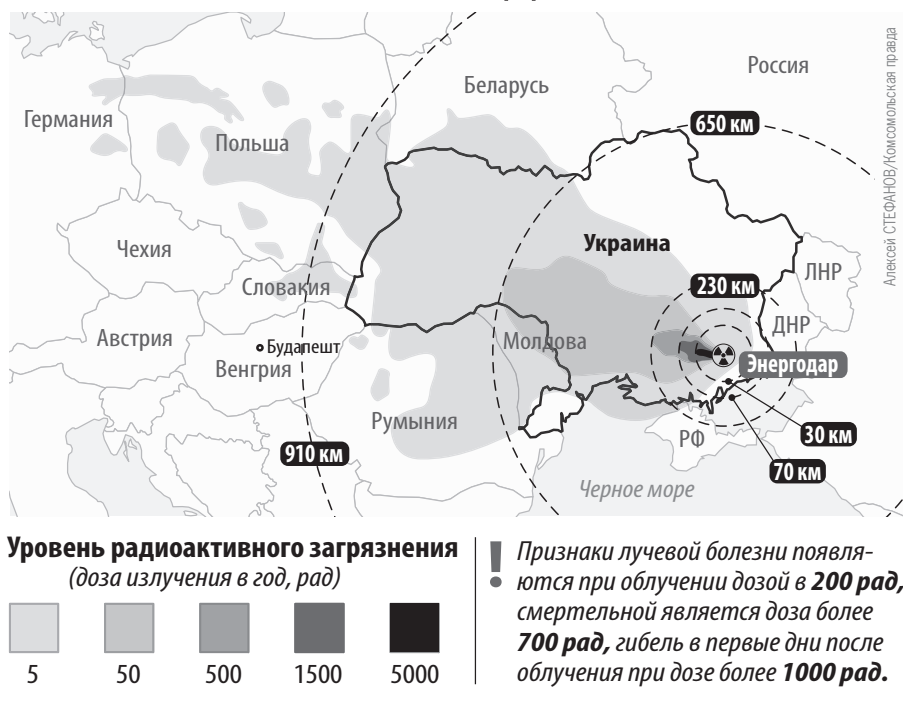 Россия
Беларусь
Германия
650 км
Польша
Алексей СТЕФАНОВ/Комсомольская правда
Украина
Чехия
ЛНР
Словакия
230 км
ДНР
Австрия
Молдова
Будапешт
Венгрия
Энергодар
Румыния
РФ
30 км
910 км
70 км
Черное море
Уровень радиоактивного загрязнения
(доза излучения в год, рад)
5 50 500 1500 5000
! Признаки лучевой болезни появля-
ются при облучении дозой в 200 рад,
смертельной является доза более
700 рад, гибель в первые дни после
облучения при дозе более 1000 рад.